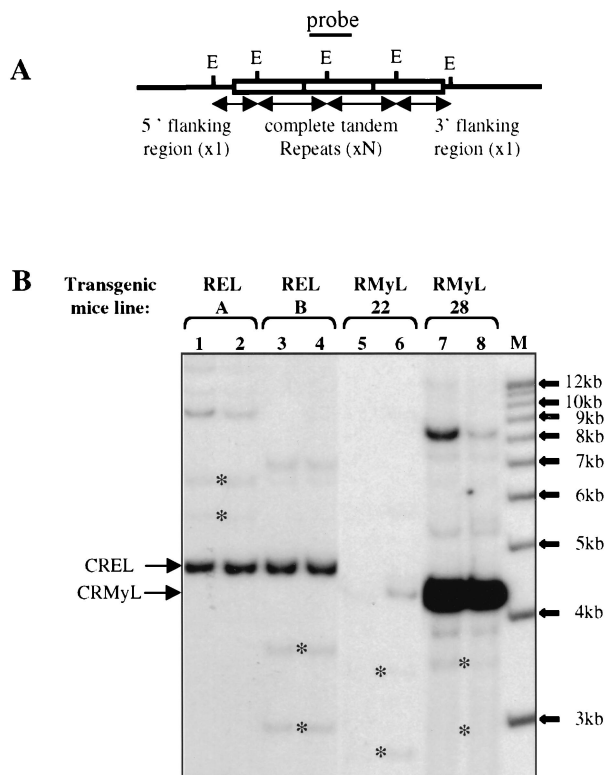 probe
A
E E E E E
5` flanking region (x1)
complete tandem Repeats (xN)
3` flanking region (x1)
B
Transgenic mice line:
REL A
REL B
RMyL 22
RMyL 28
1 2 3 4 5 6 7 8 M
12kb
10kb
9kb
8kb
7kb
6kb
5kb
4kb
3kb
CREL
CRMyL
* * * * * * * *